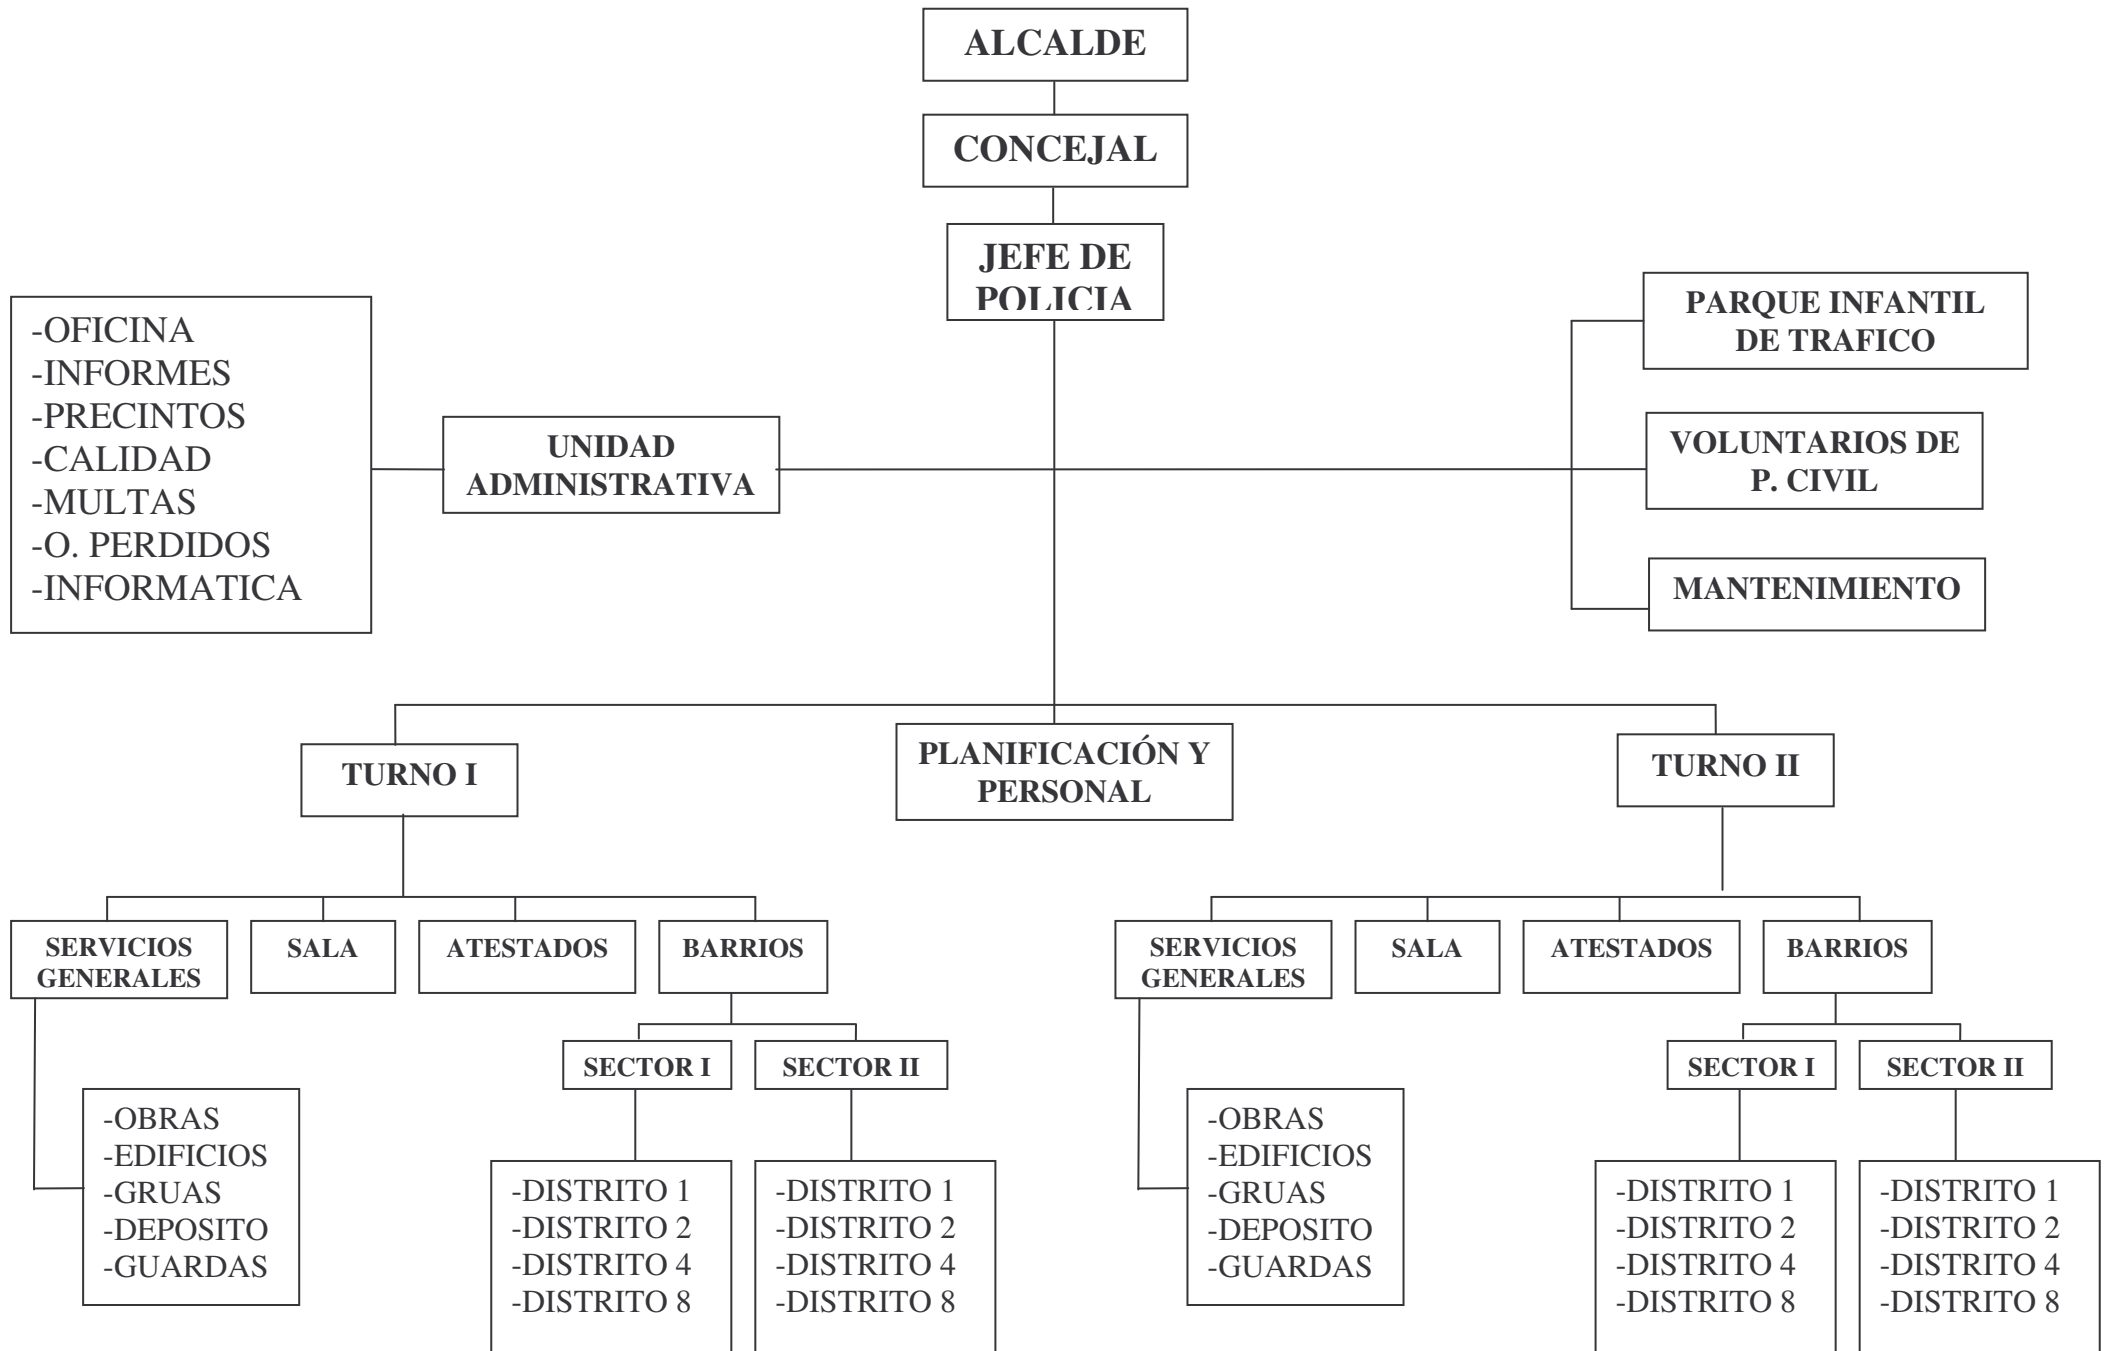 ALCALDE
CONCEJAL
JEFE DE
POLICIA
-OFICINA
-INFORMES
-PRECINTOS
-CALIDAD
-MULTAS
-O. PERDIDOS
-INFORMATICA
UNIDAD
ADMINISTRATIVA
PARQUE INFANTIL
DE TRAFICO
VOLUNTARIOS DE
P. CIVIL
MANTENIMIENTO
TURNO I
PLANIFICACIÓN Y
PERSONAL
TURNO II
SERVICIOS
GENERALES
SALA
ATESTADOS
BARRIOS
SECTOR I
SECTOR II
-OBRAS
-EDIFICIOS
-GRUAS
-DEPOSITO
-GUARDAS
-DISTRITO 1
-DISTRITO 2
-DISTRITO 4
-DISTRITO 8
-DISTRITO 1
-DISTRITO 2
-DISTRITO 4
-DISTRITO 8
SERVICIOS
GENERALES
SALA
ATESTADOS
BARRIOS
SECTOR I
SECTOR II
-OBRAS
-EDIFICIOS
-GRUAS
-DEPOSITO
-GUARDAS
-DISTRITO 1
-DISTRITO 2
-DISTRITO 4
-DISTRITO 8
-DISTRITO 1
-DISTRITO 2
-DISTRITO 4
-DISTRITO 8